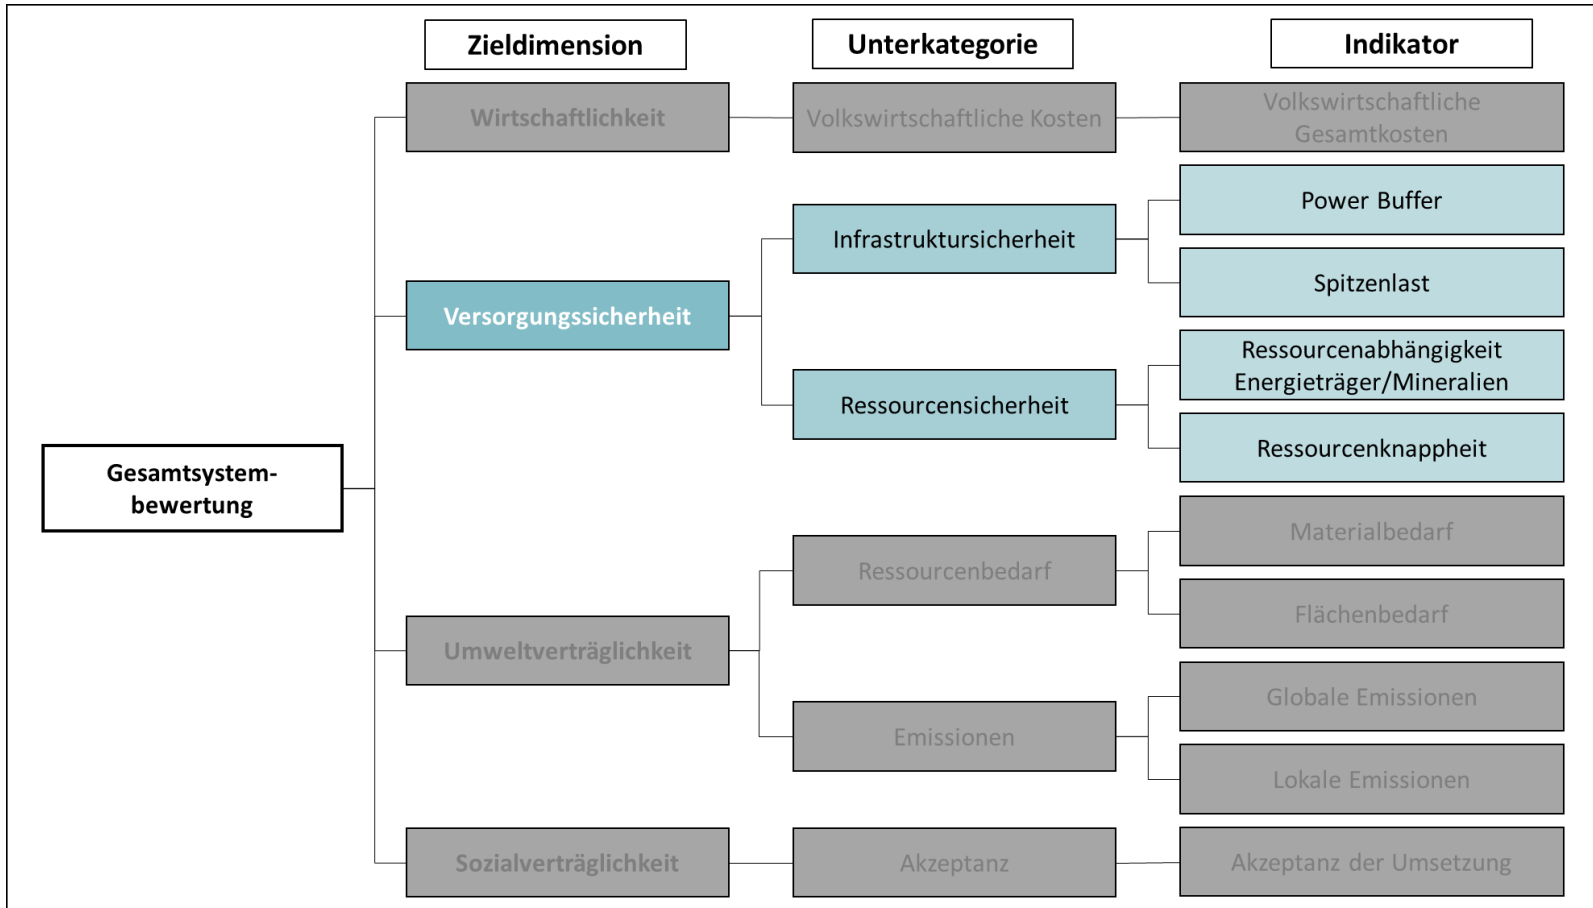 Zieldimension
Unterkategorie
Indikator
Wirtschaftlichkeit
Volkswirtschaftliche Kosten
Volkswirtschaftliche
Gesamtkosten
Power Buffer
Infrastruktursicherheit
Spitzenlast
Versorgungssicherheit
Ressourcenabhängigkeit
Energieträger/Mineralien
Ressourcensicherheit
Ressourcenknappheit
Gesamtsystem-
bewertung
Materialbedarf
Ressourcenbedarf
Flächenbedarf
Umweltverträglichkeit
Globale Emissionen
Emissionen
Lokale Emissionen
Sozialverträglichkeit
Akzeptanz
Akzeptanz der Umsetzung